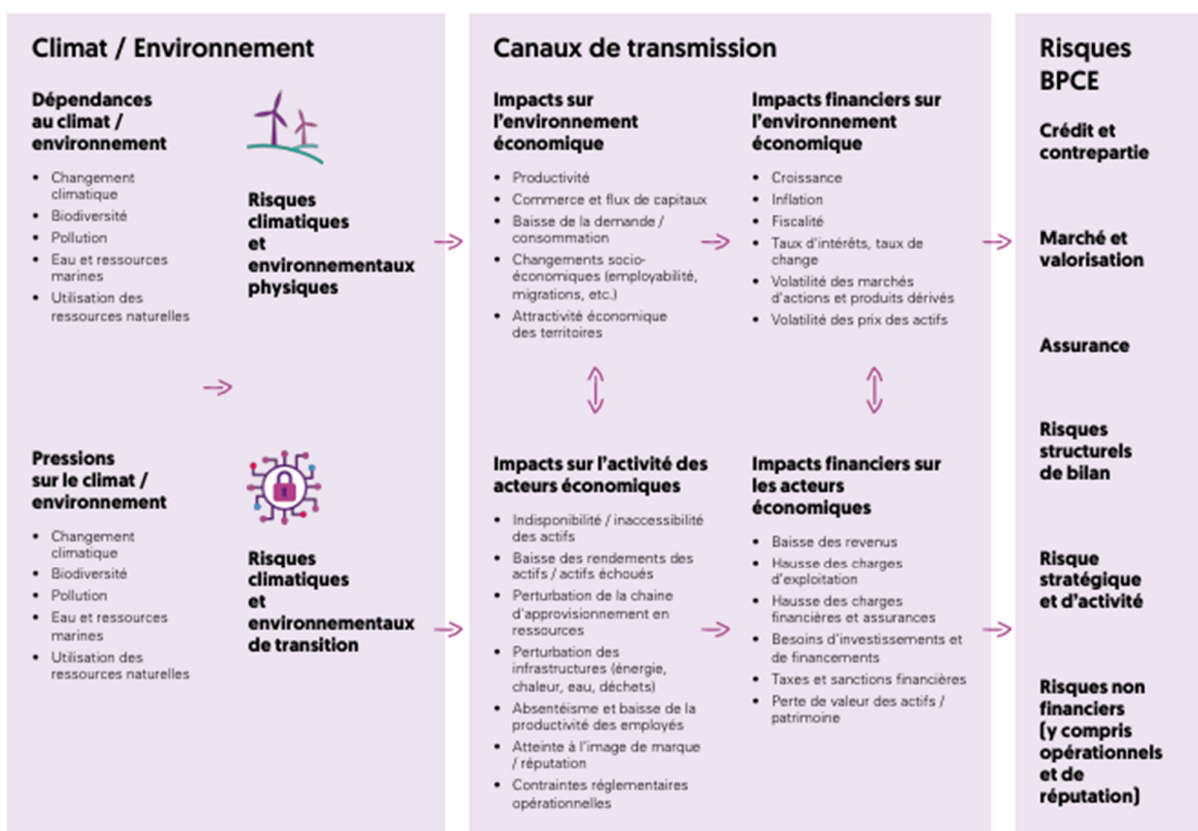 Climat / Environnement
Dépendances
au climat /
environnement
• Changement
climatique
• Biodiversité
• Pollution
• Eau et ressources
marines
• Utilisation des
ressources naturelles
Risques
climatiques
et
environnementaux
physiques
Pressions
sur le climat /
environnement
• Changement
climatique
• Biodiversité
• Pollution
• Eau et ressources
marines
• Utilisation des
ressources naturelles
Risques
climatiques
et
environnementaux
de transition
Canaux de transmission
Impacts sur
l'environnement
économique
• Productivité
• Commerce et flux de capitaux
• Baisse de la demande /
consommation
• Changements socio-
économiques (employabilité,
migrations, etc.)
• Attractivité économique
des territoires
Impacts financiers sur
l'environnement
économique
• Croissance
• Inflation
• Fiscalité
• Taux d'intérêts, taux de
change
• Volatilité des marchés
d'actions et produits dérivés
• Volatilité des prix des actifs
Impacts sur l'activité des
acteurs économiques
• Indisponibilité / inaccessibilité
des actifs
• Baisse des rendements des
actifs / actifs échoués
• Perturbation de la chaine
d'approvisionnement en
ressources
• Perturbation des
infrastructures (énergie,
chaleur, eau, déchets)
• Absentéisme et baisse de la
productivité des employés
• Atteinte à l'image de marque
/ réputation
• Contraintes réglementaires
opérationnelles
Impacts financiers sur
les acteurs
économiques
• Baisse des revenus
• Hausse des charges
d'exploitation
• Hausse des charges
financières et assurances
• Besoins d'investissements et
de financements
• Taxes et sanctions financières
• Perte de valeur des actifs /
patrimoine
Risques
BPCE
Crédit et
contrepartie
Marché et
valorisation
Assurance
Risques
structurels
de bilan
Risque
stratégique
et d'activité
Risques non
financiers
(y compris
opérationnels
et de
réputation)